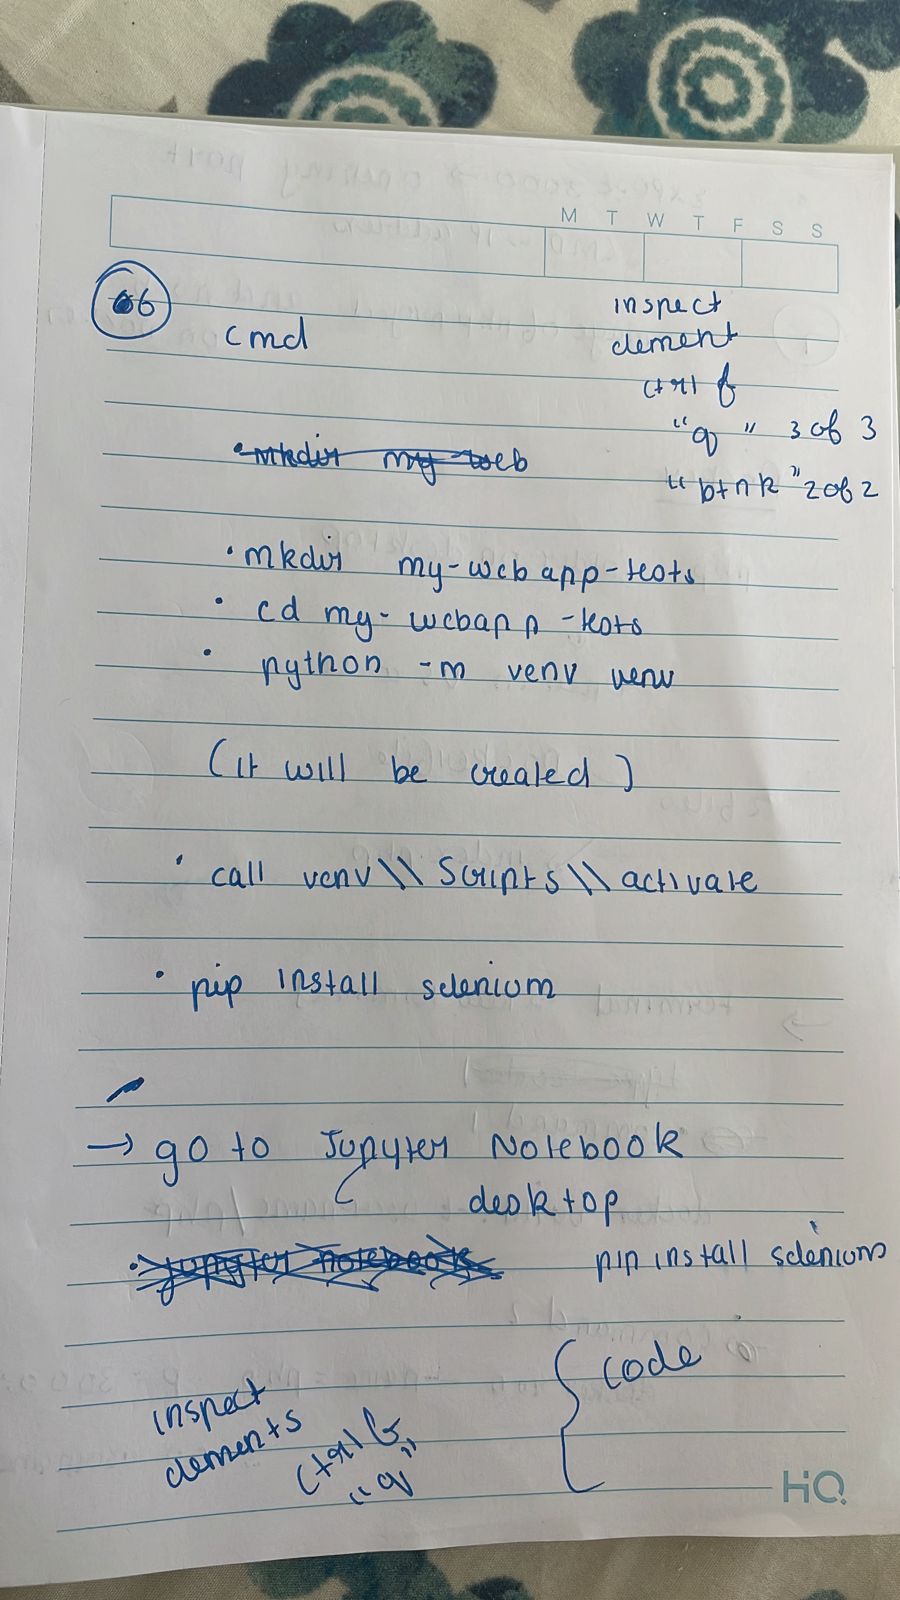 M T W T F S S
06
cmd
inspect
element
ctrl f
"q" 3 of 3
"btnk" 2 of 2
mkdir my web
• mkdir my-webapp-tests
• cd my-webapp-tests
• python -m venv venv
(it will be created)
• call venv\\Scripts\\activate
• pip install selenium
→ go to Jupyter Notebook
desktop
• jupyter notebook
pip install selenium
{ code
inspect
elements
ctrl f
"q"
HQ